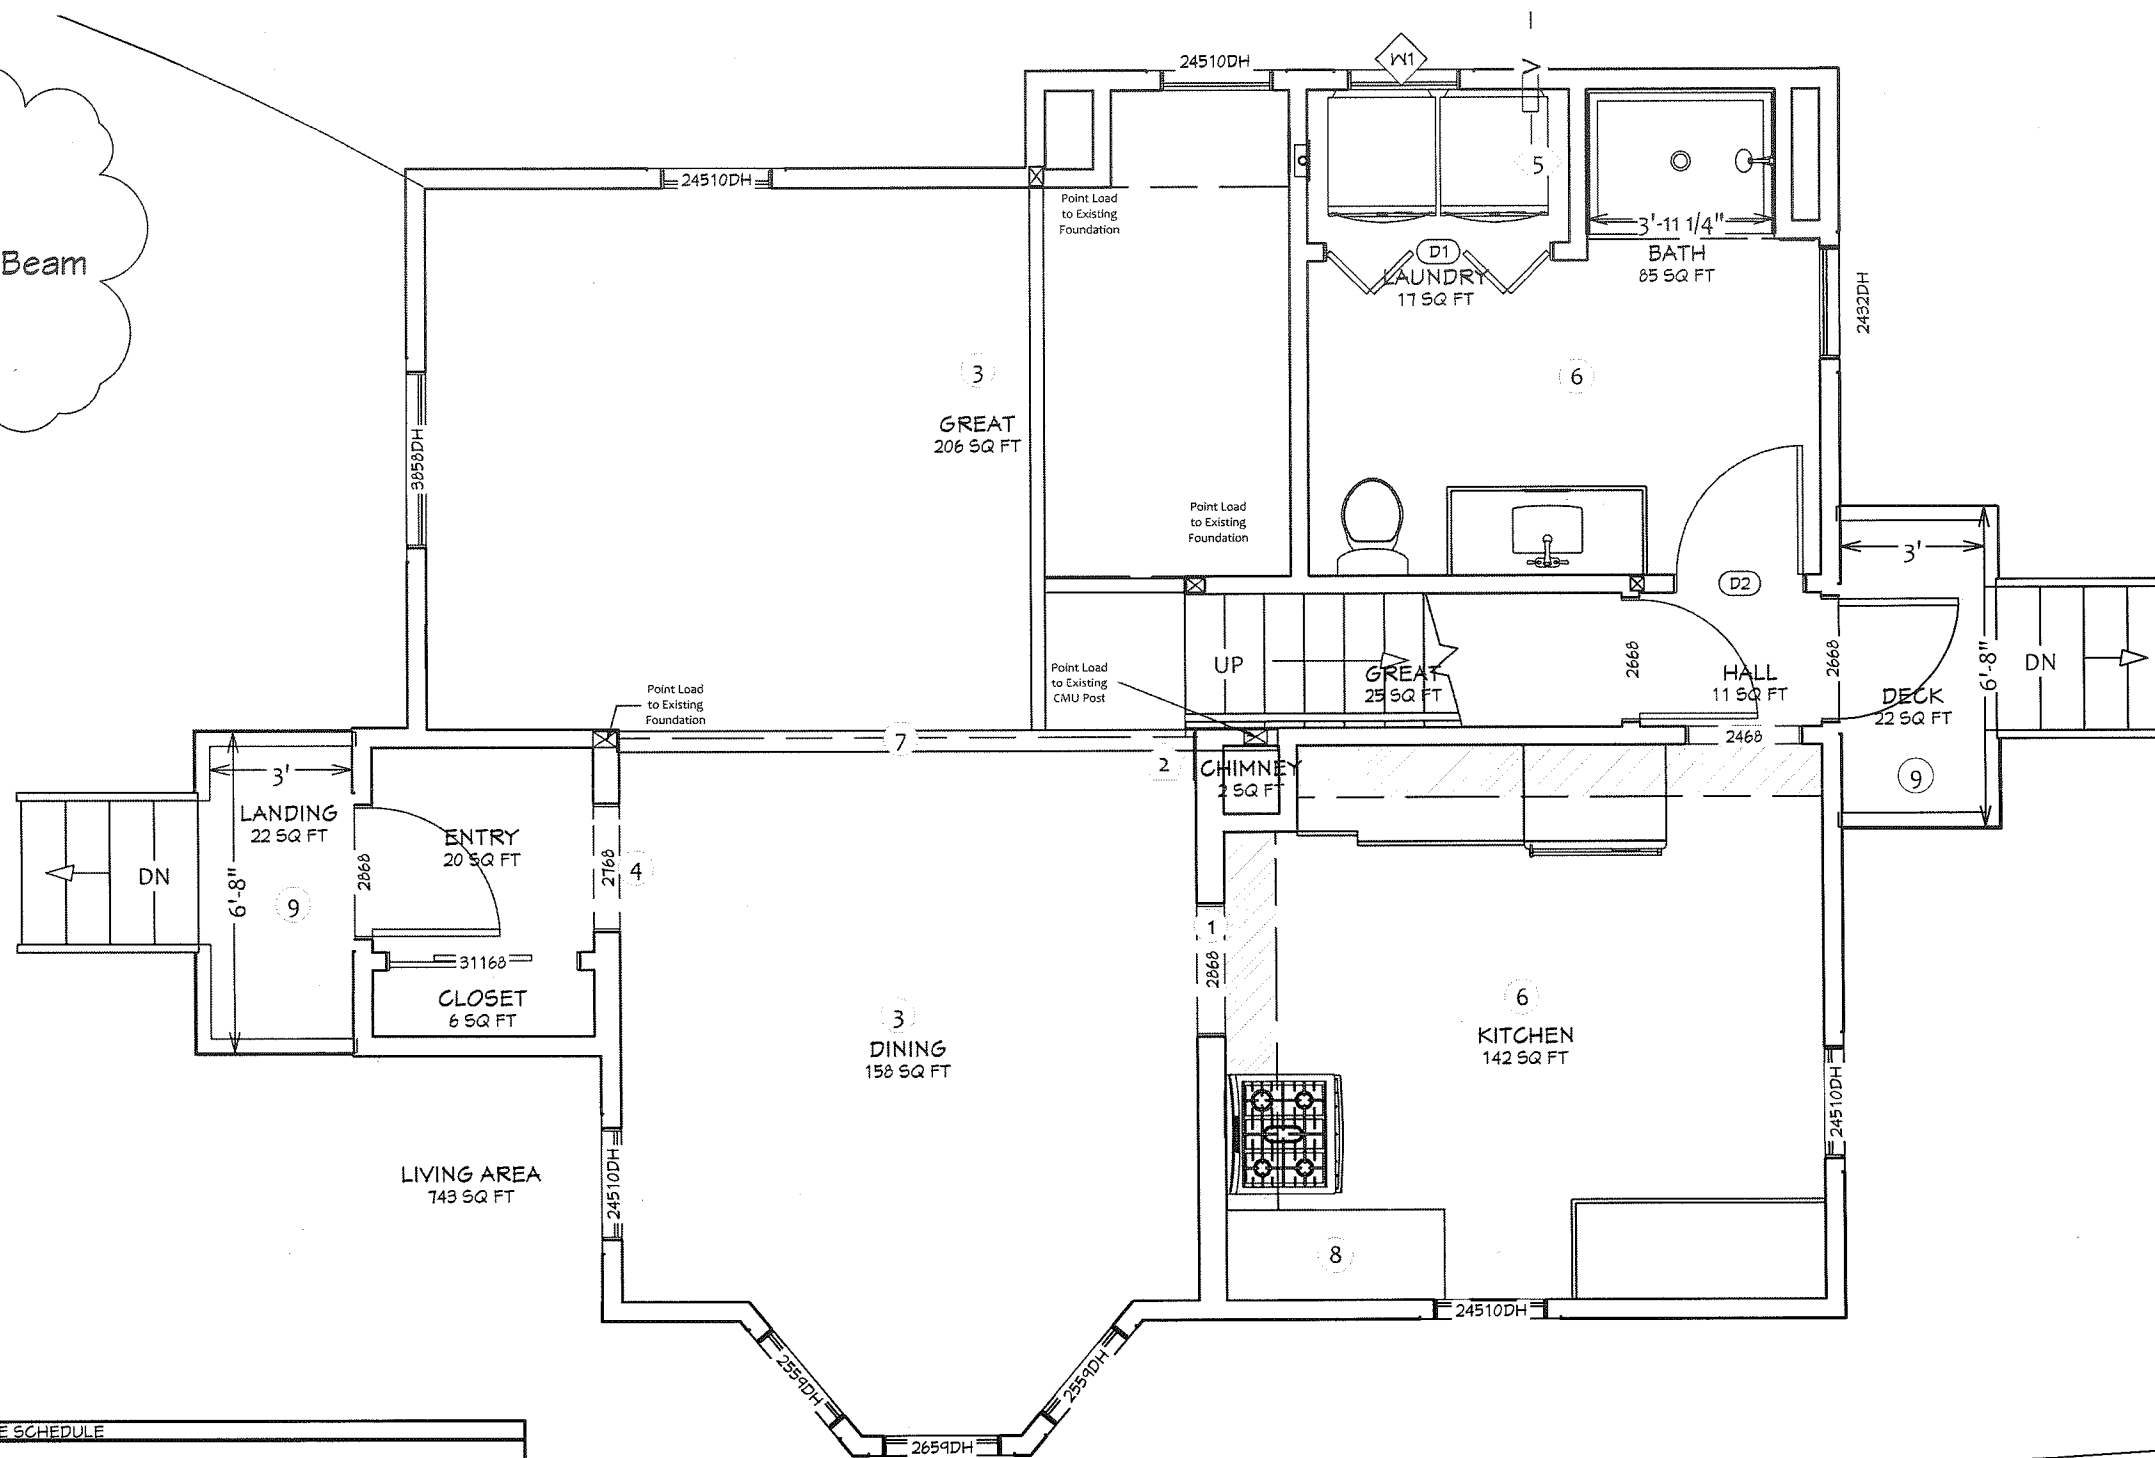 24510DH
W1
V
24510DH
Point Load
to Existing
Foundation
5
3'-11 1/4"
BATH
85 SQ FT
D1
LAUNDRY
17 SQ FT
Beam
2432DH
3
GREAT
206 SQ FT
6
3858DH
Point Load
to Existing
Foundation
3'
D2
UP
GREAT
25 SQ FT
2668
HALL
11 SQ FT
2668
DECK
22 SQ FT
6'-8"
DN
Point Load
to Existing
CMU Post
Point Load
to Existing
Foundation
7
2
CHIMNEY
2 SQ FT
2468
9
3'
LANDING
22 SQ FT
6'-8"
DN
9
2868
ENTRY
20 SQ FT
2768
4
31168
CLOSET
6 SQ FT
1
2868
3
DINING
158 SQ FT
6
KITCHEN
142 SQ FT
24510DH
LIVING AREA
743 SQ FT
24510DH
8
24510DH
2559DH
2559DH
2659DH
E SCHEDULE